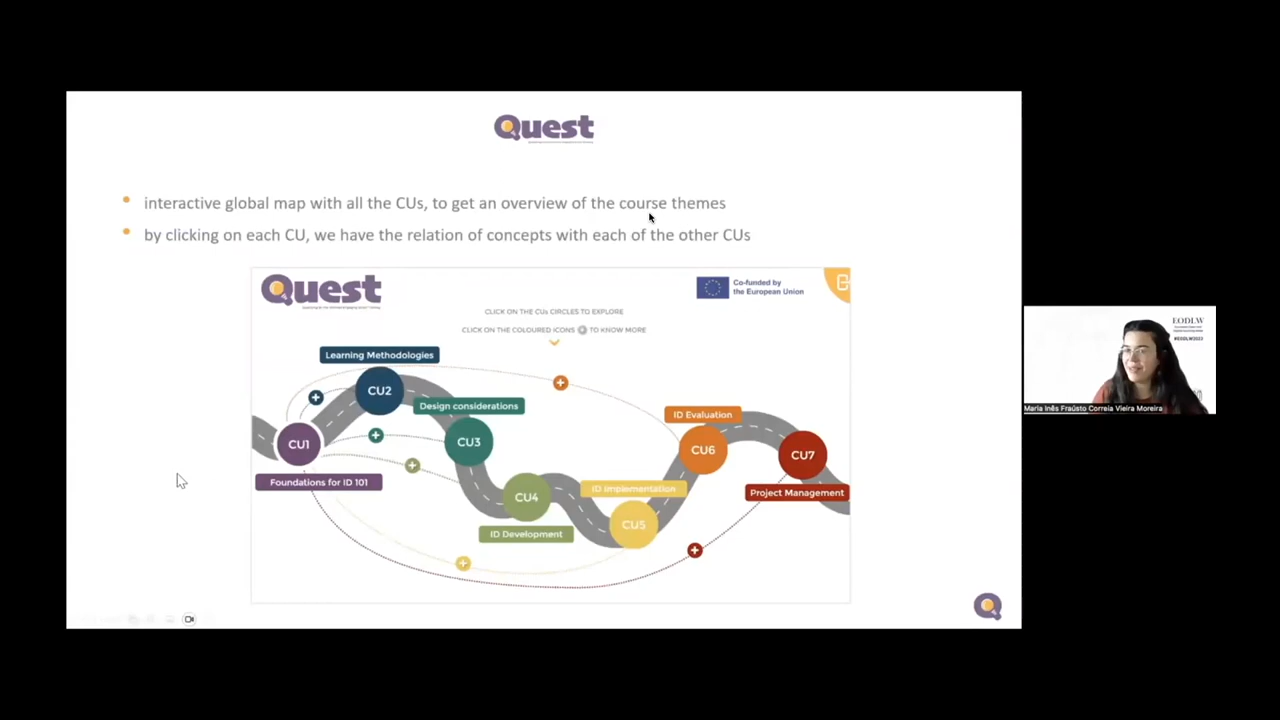 Quest
interactive global map with all the CUs, to get an overview of the course themes
by clicking on each CU, we have the relation of concepts with each of the other CUs
Quest
Co-funded by
the European Union
CLICK ON THE CUs CIRCLES TO EXPLORE
CLICK ON THE COLOURED ICONS + TO KNOW MORE
Learning Methodologies
CU2
Design considerations
CU3
CU1
Foundations for ID 101
CU4
ID Development
ID Implementation
CU5
ID Evaluation
CU6
CU7
Project Management
EODLW
#EODLW2023
Maria Inês Fraústo Correia Vieira Moreira